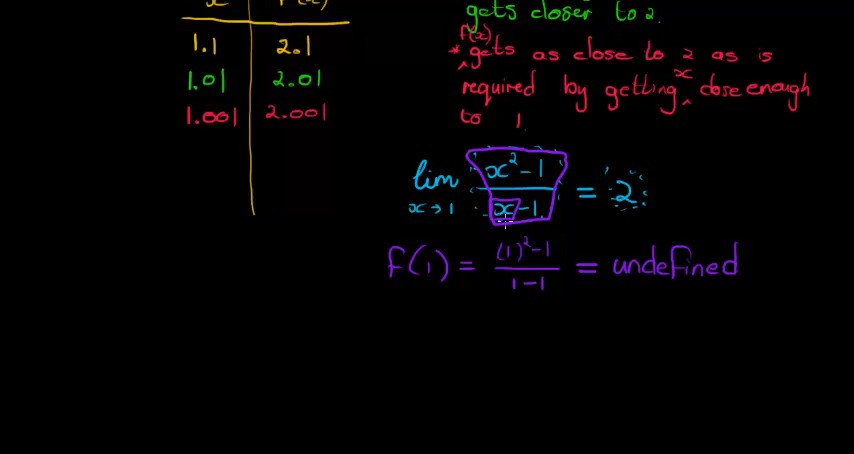 x f(x)
1.1 2.1
1.01 2.01
1.001 2.001
gets closer to 2.
f(x)
* ^ gets as close to 2 as is
required by getting ^ x close enough
to 1.
lim x→1 (x² - 1)/(x - 1) = 2
f(1) = ((1)² - 1)/(1 - 1) = undefined